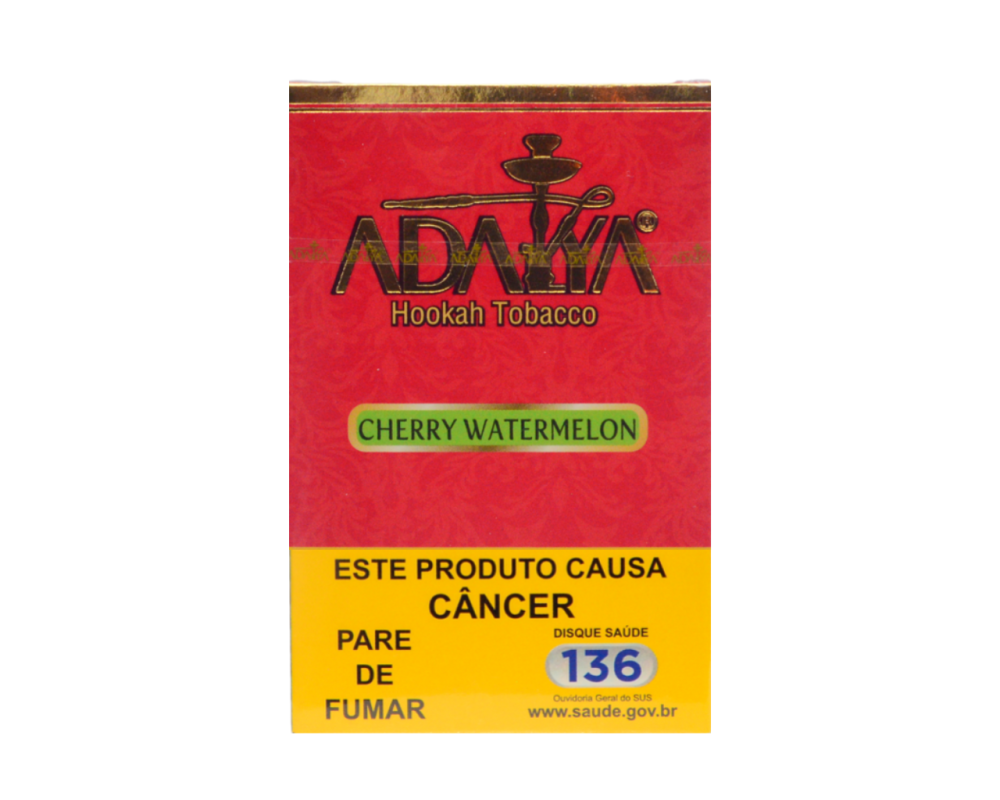 ADALYA
Hookah Tobacco
CHERRY WATERMELON
ESTE PRODUTO CAUSA
CÂNCER
PARE
DE
FUMAR
DISQUE SAÚDE
136
Ouvidoria Geral do SUS
www.saude.gov.br